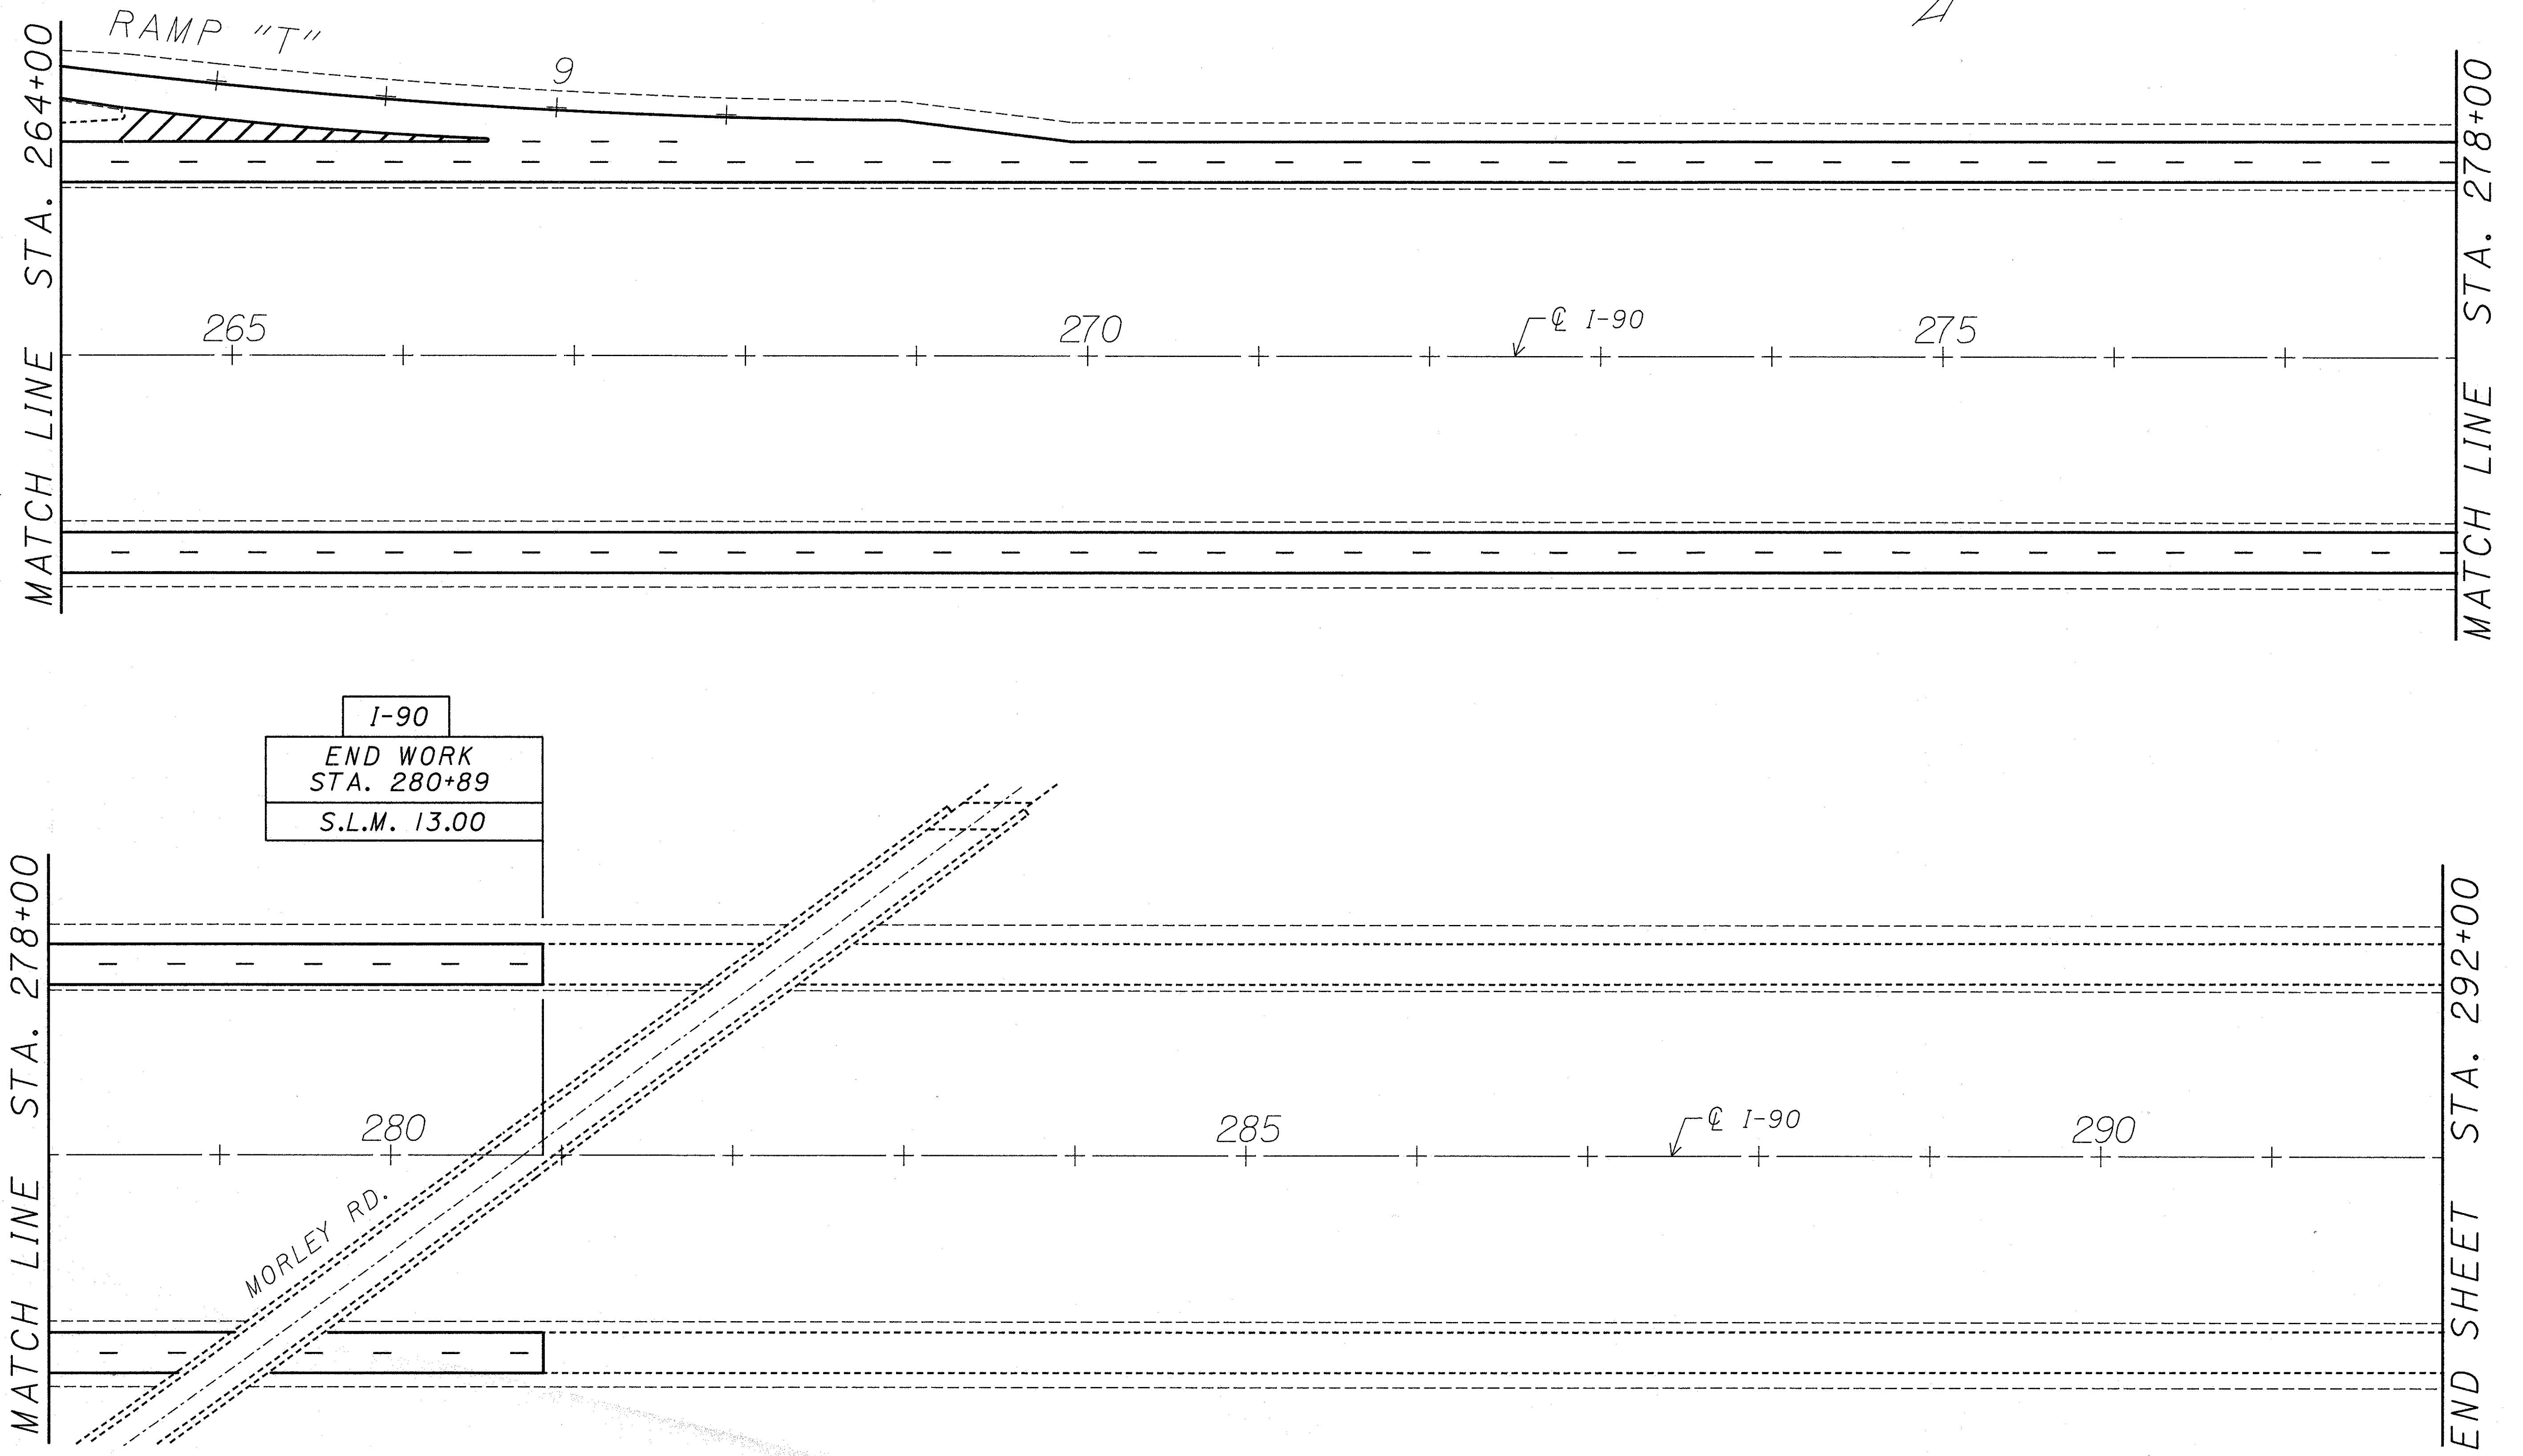 RAMP "T"
9
MATCH LINE STA. 264+00
MATCH LINE STA. 278+00
265
270
℄ I-90
275
I-90
END WORK
STA. 280+89
S.L.M. 13.00
MATCH LINE STA. 278+00
END SHEET STA. 292+00
280
285
℄ I-90
290
MORLEY RD.